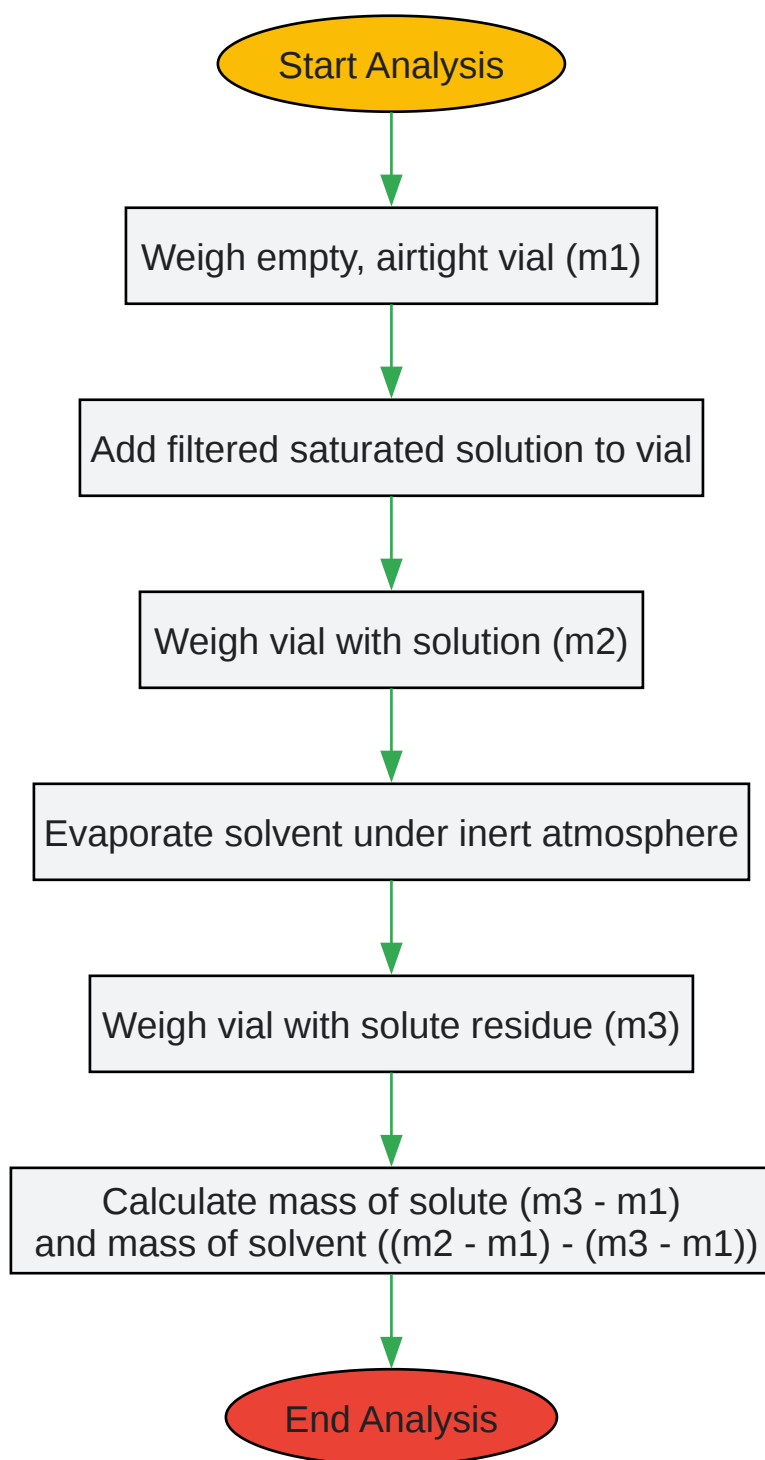 Start Analysis
Weigh empty, airtight vial (m1)
Add filtered saturated solution to vial
Weigh vial with solution (m2)
Evaporate solvent under inert atmosphere
Weigh vial with solute residue (m3)
Calculate mass of solute (m3 - m1)
and mass of solvent ((m2 - m1) - (m3 - m1))
End Analysis